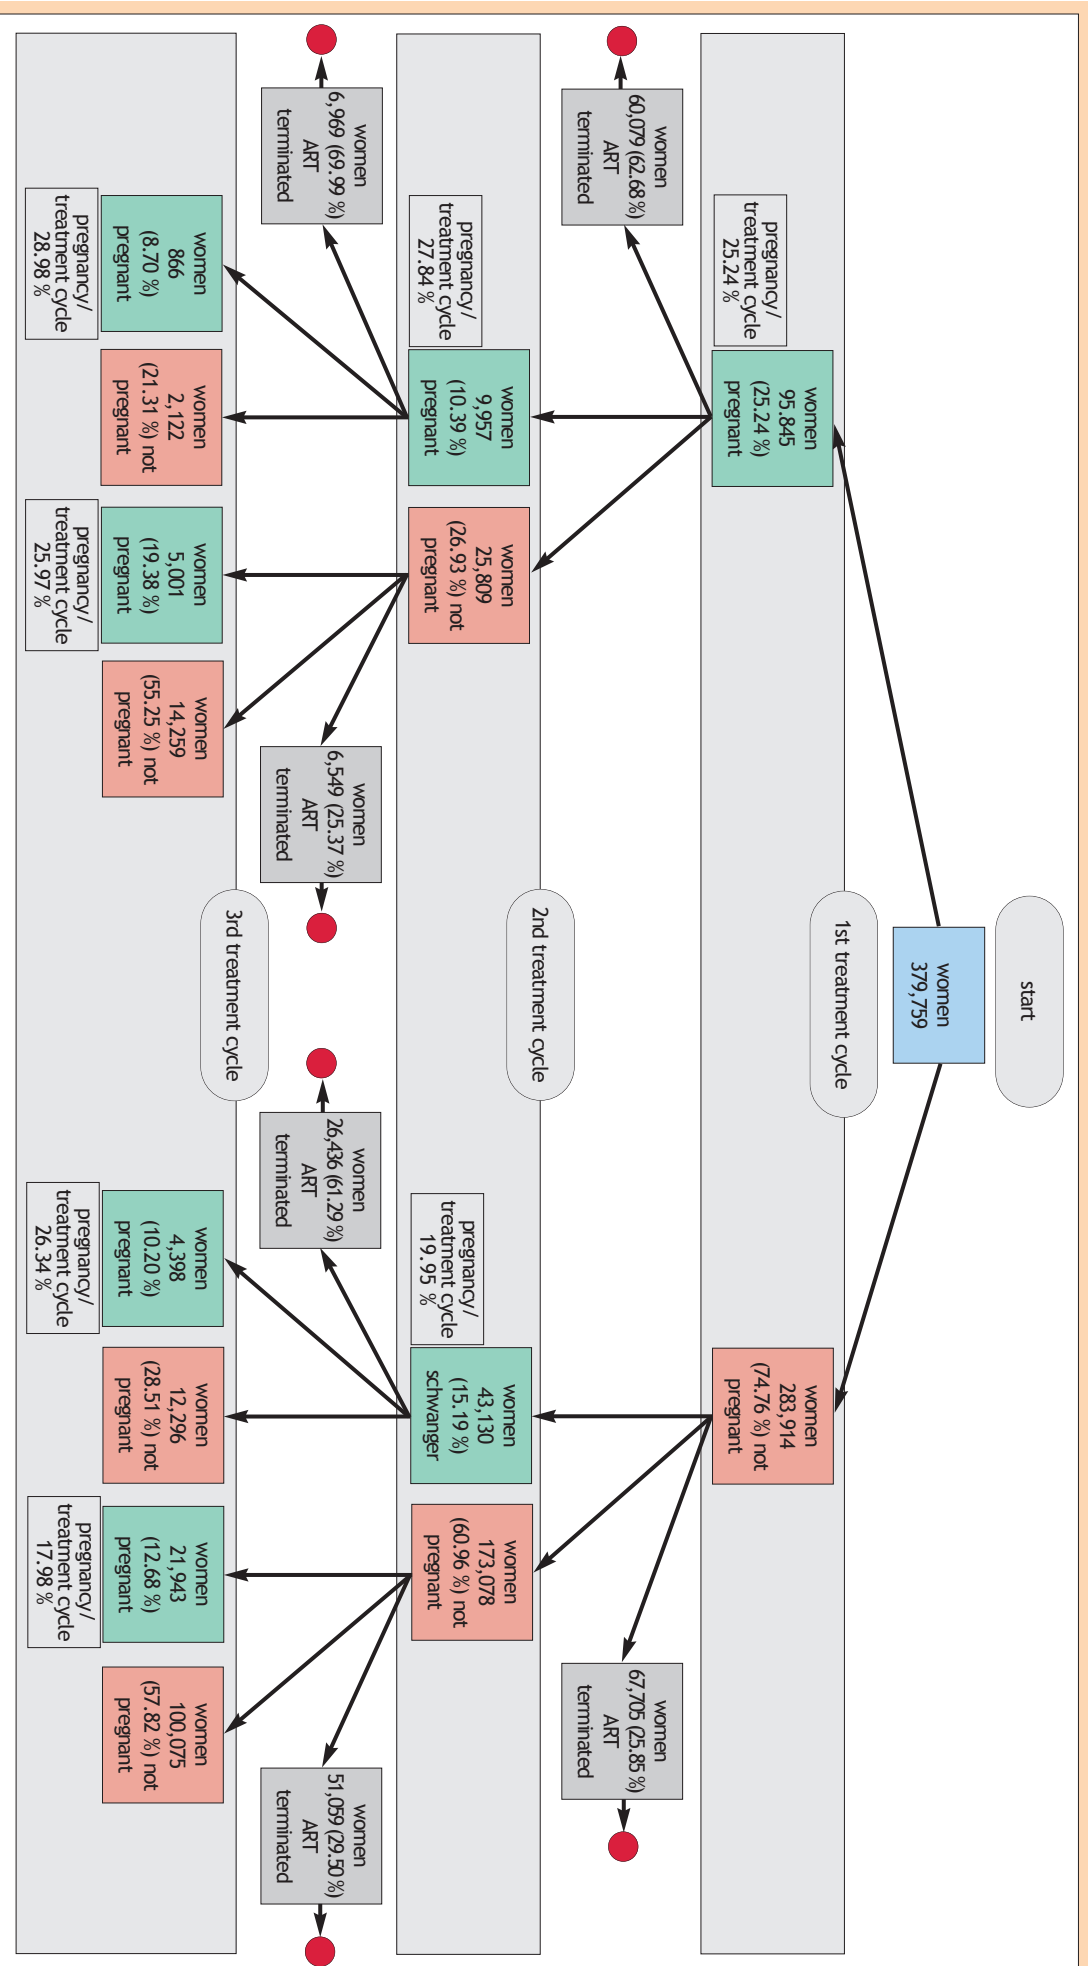 start
women
379,759
1st treatment cycle
pregnancy/
treatment cycle
25.24 %
women
95.845
(25.24 %)
pregnant
women
283,914
(74.76 %) not
pregnant
women
60,079 (62.68 %)
ART
terminated
women
67,705 (25.85 %)
ART
terminated
2nd treatment cycle
pregnancy/
treatment cycle
27.84 %
women
9,957
(10.39 %)
pregnant
women
25,809
(26.93 %) not
pregnant
pregnancy/
treatment cycle
19.95 %
women
43,130
(15.19 %)
schwanger
women
173,078
(60.96 %) not
pregnant
women
6,969 (69.99 %)
ART
terminated
women
6,549 (25.37 %)
ART
terminated
women
26,436 (61.29 %)
ART
terminated
women
51,059 (29.50 %)
ART
terminated
3rd treatment cycle
women
866
(8.70 %)
pregnant
pregnancy/
treatment cycle
28.98 %
women
2,122
(21.31 %) not
pregnant
women
5,001
(19.38 %)
pregnant
pregnancy/
treatment cycle
25.97 %
women
14,259
(55.25 %) not
pregnant
women
4,398
(10.20 %)
pregnant
pregnancy/
treatment cycle
26.34 %
women
12,296
(28.51 %) not
pregnant
women
21,943
(12.68 %)
pregnant
pregnancy/
treatment cycle
17.98 %
women
100,075
(57.82 %) not
pregnant